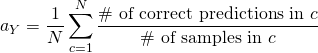 a_Y = \frac{1}{N} \sum_{c=1}^{N} \frac{\text{# of correct predictions in } c}{\text{# of samples in } c}